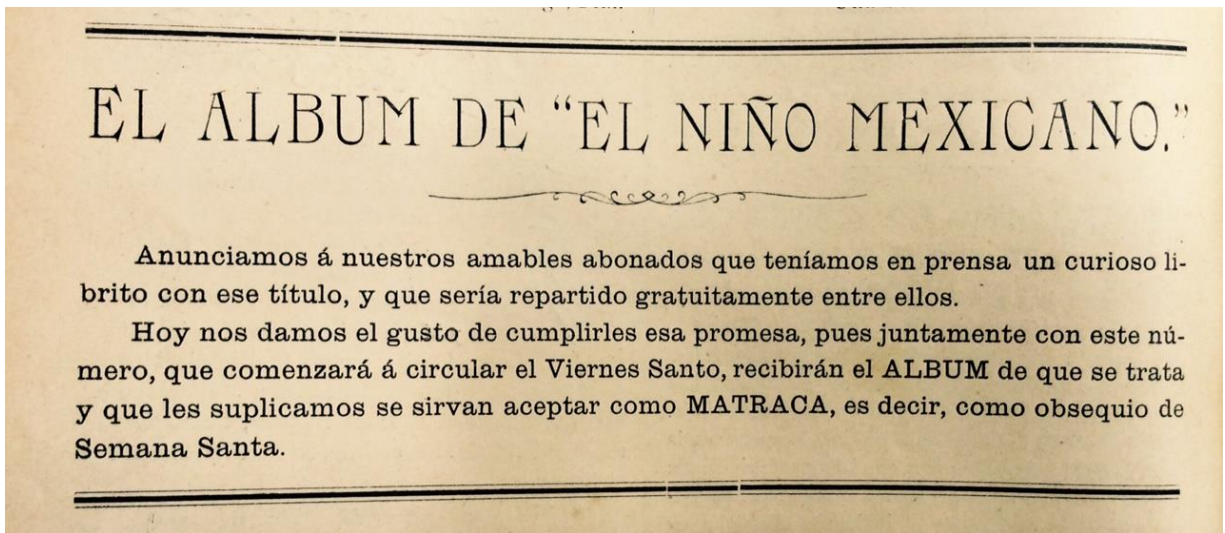 EL ALBUM DE “EL NIÑO MEXICANO.”
Anunciamos á nuestros amables abonados que teníamos en prensa un curioso li-
brito con ese título, y que sería repartido gratuitamente entre ellos.
Hoy nos damos el gusto de cumplirles esa promesa, pues juntamente con este nú-
mero, que comenzará á circular el Viernes Santo, recibirán el ALBUM de que se trata
y que les suplicamos se sirvan aceptar como MATRACA, es decir, como obsequio de
Semana Santa.